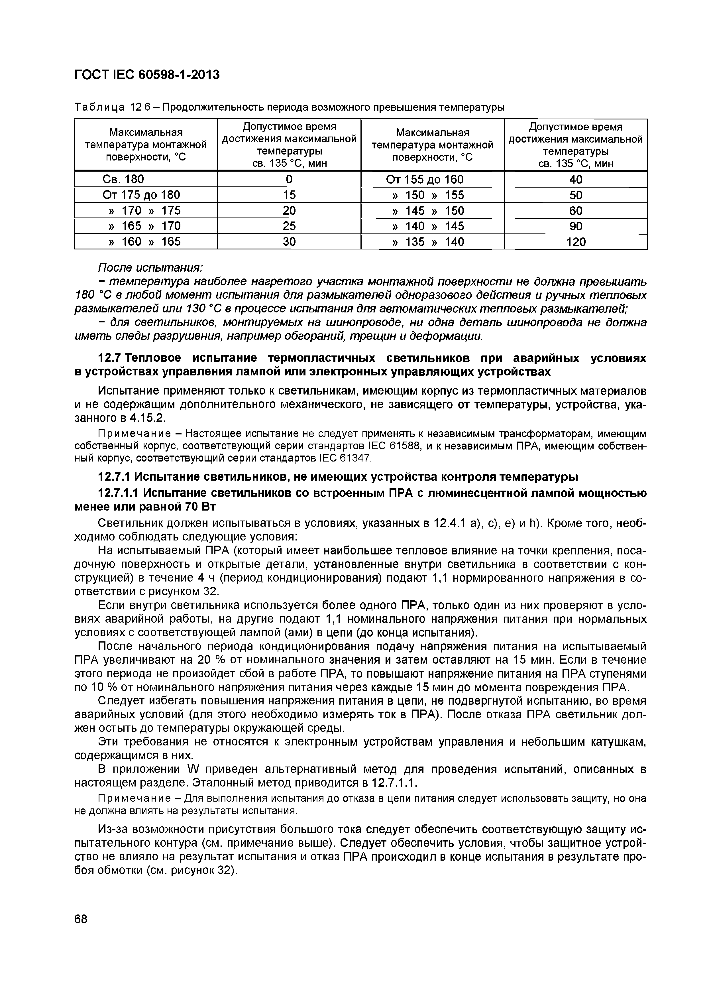 ГОСТ IEC 60598-1-2013
Таблица 12.6 – Продолжительность периода возможного превышения температуры
Максимальная температура монтажной поверхности, °С | Допустимое время достижения максимальной температуры св. 135 °С, мин | Максимальная температура монтажной поверхности, °С | Допустимое время достижения максимальной температуры св. 135 °С, мин
Св. 180 | 0 | От 155 до 160 | 40
От 175 до 180 | 15 | » 150 » 155 | 50
» 170 » 175 | 20 | » 145 » 150 | 60
» 165 » 170 | 25 | » 140 » 145 | 90
» 160 » 165 | 30 | » 135 » 140 | 120
После испытания:
– температура наиболее нагретого участка монтажной поверхности не должна превышать
180 °С в любой момент испытания для размыкателей одноразового действия и ручных тепловых
размыкателей или 130 °С в процессе испытания для автоматических тепловых размыкателей;
– для светильников, монтируемых на шинопроводе, ни одна деталь шинопровода не должна
иметь следы разрушения, например обгораний, трещин и деформации.
12.7 Тепловое испытание термопластичных светильников при аварийных условиях
в устройствах управления лампой или электронных управляющих устройствах
Испытание применяют только к светильникам, имеющим корпус из термопластичных материалов
и не содержащим дополнительного механического, не зависящего от температуры, устройства, ука-
занного в 4.15.2.
Примечание – Настоящее испытание не следует применять к независимым трансформаторам, имеющим
собственный корпус, соответствующий серии стандартов IEC 61588, и к независимым ПРА, имеющим собствен-
ный корпус, соответствующий серии стандартов IEC 61347.
12.7.1 Испытание светильников, не имеющих устройства контроля температуры
12.7.1.1 Испытание светильников со встроенным ПРА с люминесцентной лампой мощностью
менее или равной 70 Вт
Светильник должен испытываться в условиях, указанных в 12.4.1 a), c), e) и h). Кроме того, необ-
ходимо соблюдать следующие условия:
На испытываемый ПРА (который имеет наибольшее тепловое влияние на точки крепления, поса-
дочную поверхность и открытые детали, установленные внутри светильника в соответствии с кон-
струкцией) в течение 4 ч (период кондиционирования) подают 1,1 нормированного напряжения в со-
ответствии с рисунком 32.
Если внутри светильника используется более одного ПРА, только один из них проверяют в усло-
виях аварийной работы, на другие подают 1,1 номинального напряжения питания при нормальных
условиях с соответствующей лампой (ами) в цепи (до конца испытания).
После начального периода кондиционирования подачу напряжения питания на испытываемый
ПРА увеличивают на 20 % от номинального значения и затем оставляют на 15 мин. Если в течение
этого периода не произойдет сбой в работе ПРА, то повышают напряжение питания на ПРА ступенями
по 10 % от номинального напряжения питания через каждые 15 мин до момента повреждения ПРА.
Следует избегать повышения напряжения питания в цепи, не подвергнутой испытанию, во время
аварийных условий (для этого необходимо измерять ток в ПРА). После отказа ПРА светильник дол-
жен остыть до температуры окружающей среды.
Эти требования не относятся к электронным устройствам управления и небольшим катушкам,
содержащимся в них.
В приложении W приведен альтернативный метод для проведения испытаний, описанных в
настоящем разделе. Эталонный метод приводится в 12.7.1.1.
Примечание – Для выполнения испытания до отказа в цепи питания следует использовать защиту, но она
не должна влиять на результаты испытания.
Из-за возможности присутствия большого тока следует обеспечить соответствующую защиту ис-
пытательного контура (см. примечание выше). Следует обеспечить условия, чтобы защитное устрой-
ство не влияло на результат испытания и отказ ПРА происходил в конце испытания в результате про-
боя обмотки (см. рисунок 32).
68